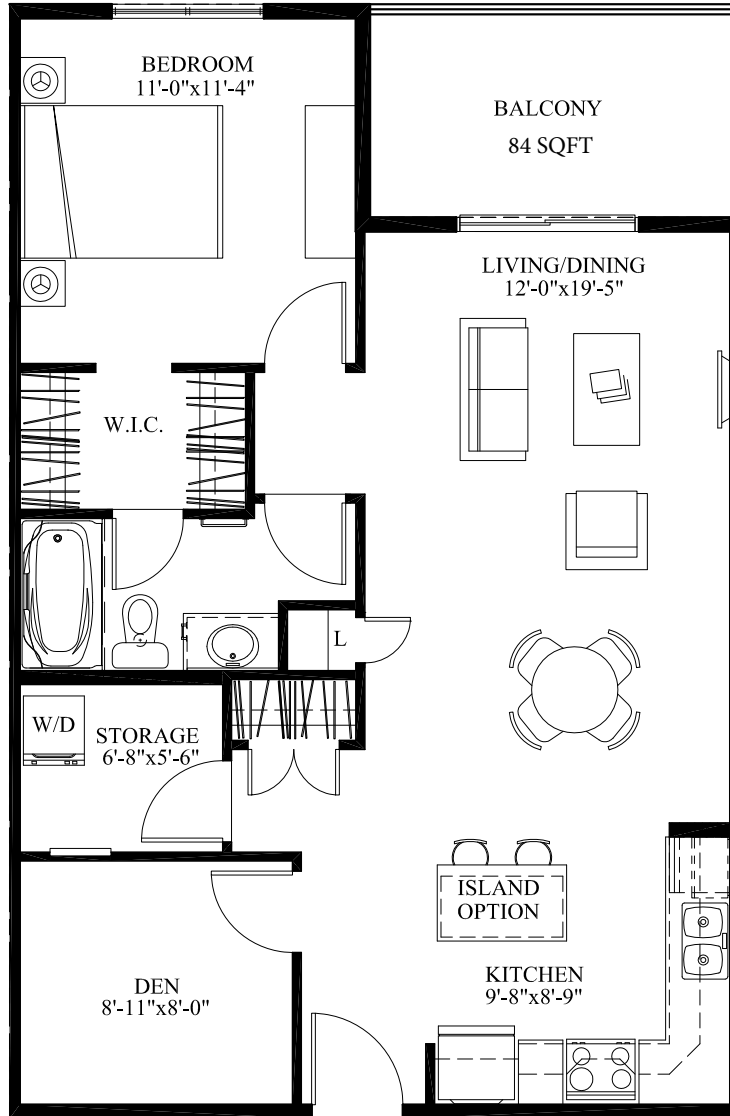 BEDROOM
11'-0"x11'-4"
BALCONY
84 SQFT
LIVING/DINING
12'-0"x19'-5"
W.I.C.
L
W/D
STORAGE
6'-8"x5'-6"
ISLAND
OPTION
KITCHEN
9'-8"x8'-9"
DEN
8'-11"x8'-0"